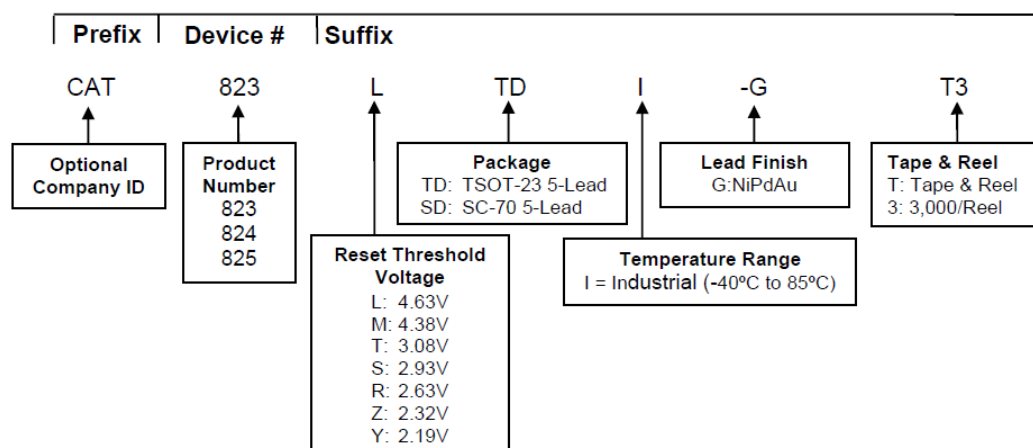 Prefix Device # Suffix
CAT 823 L TD I -G T3
Optional
Company ID
Product
Number
823
824
825
Reset Threshold
Voltage
L: 4.63V
M: 4.38V
T: 3.08V
S: 2.93V
R: 2.63V
Z: 2.32V
Y: 2.19V
Package
TD: TSOT-23 5-Lead
SD: SC-70 5-Lead
Temperature Range
I = Industrial (-40ºC to 85ºC)
Lead Finish
G:NiPdAu
Tape & Reel
T: Tape & Reel
3: 3,000/Reel